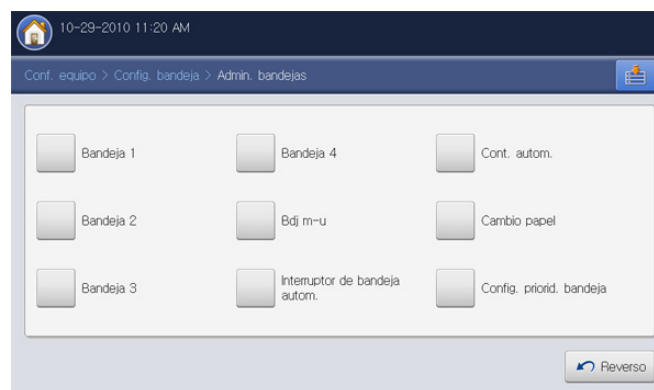 10-29-2010 11:20 AM
Conf. equipo > Config. bandeja > Admin. bandejas
Bandeja 1
Bandeja 4
Cont. autom.
Bandeja 2
Bdj m-u
Cambio papel
Bandeja 3
Interruptor de bandeja
autom.
Config. priorid. bandeja
Reverso